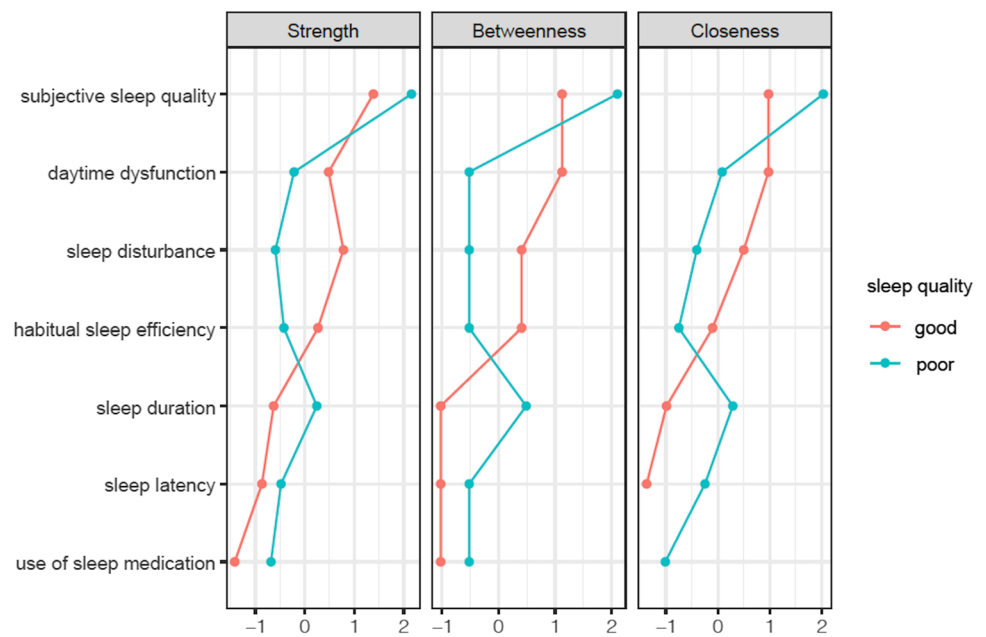 Strength Betweenness Closeness
subjective sleep quality
daytime dysfunction
sleep disturbance
habitual sleep efficiency
sleep duration
sleep latency
use of sleep medication
−1 0 1 2 −1 0 1 2 −1 0 1 2
sleep quality
good
poor